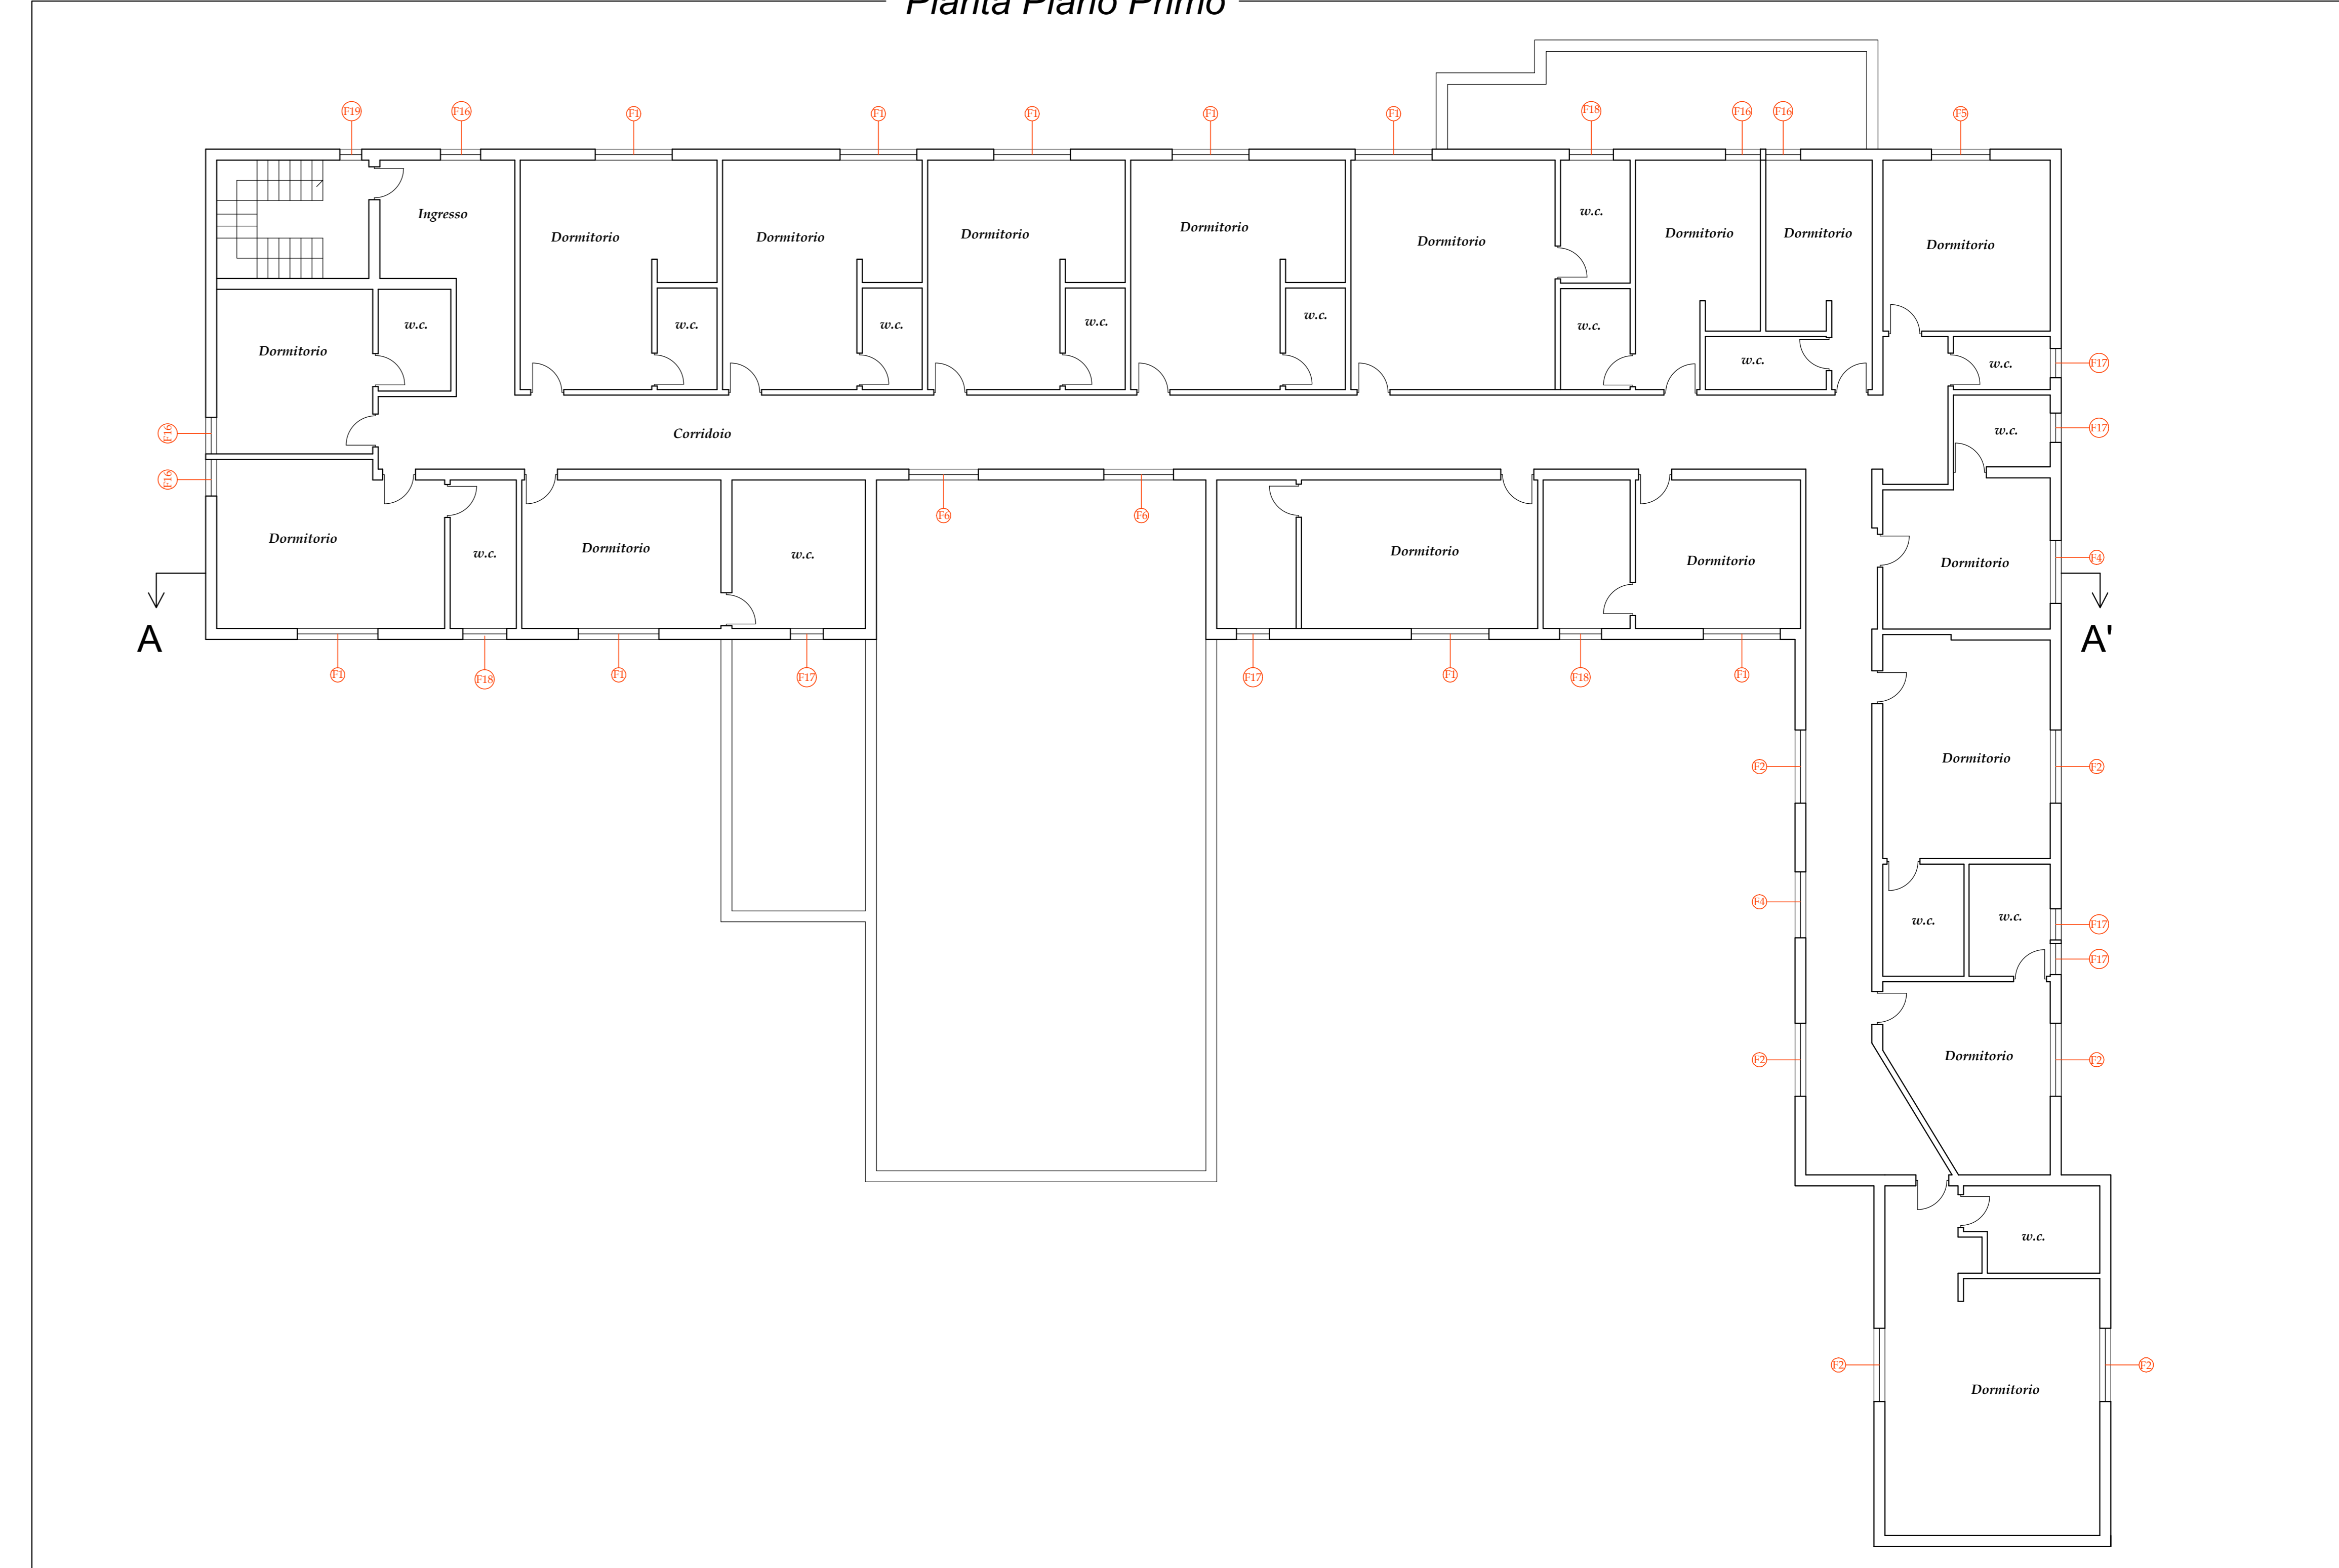 Pianta Piano Primo
F19 F16 F1 F1 F1 F1 F1 F18 F16 F16 F5
Ingresso
Dormitorio Dormitorio Dormitorio Dormitorio Dormitorio w.c. Dormitorio Dormitorio Dormitorio
Dormitorio w.c. w.c. w.c. w.c. w.c. w.c. w.c. w.c. F17
F16 Corridoio w.c. F17
F16
F6 F6
Dormitorio w.c. Dormitorio w.c. Dormitorio Dormitorio Dormitorio F4
A A'
F1 F18 F1 F17 F17 F1 F18 F1
F2 Dormitorio F2
F4 w.c. w.c. F17
F17
F2 Dormitorio F2
w.c.
F2 F2
Dormitorio